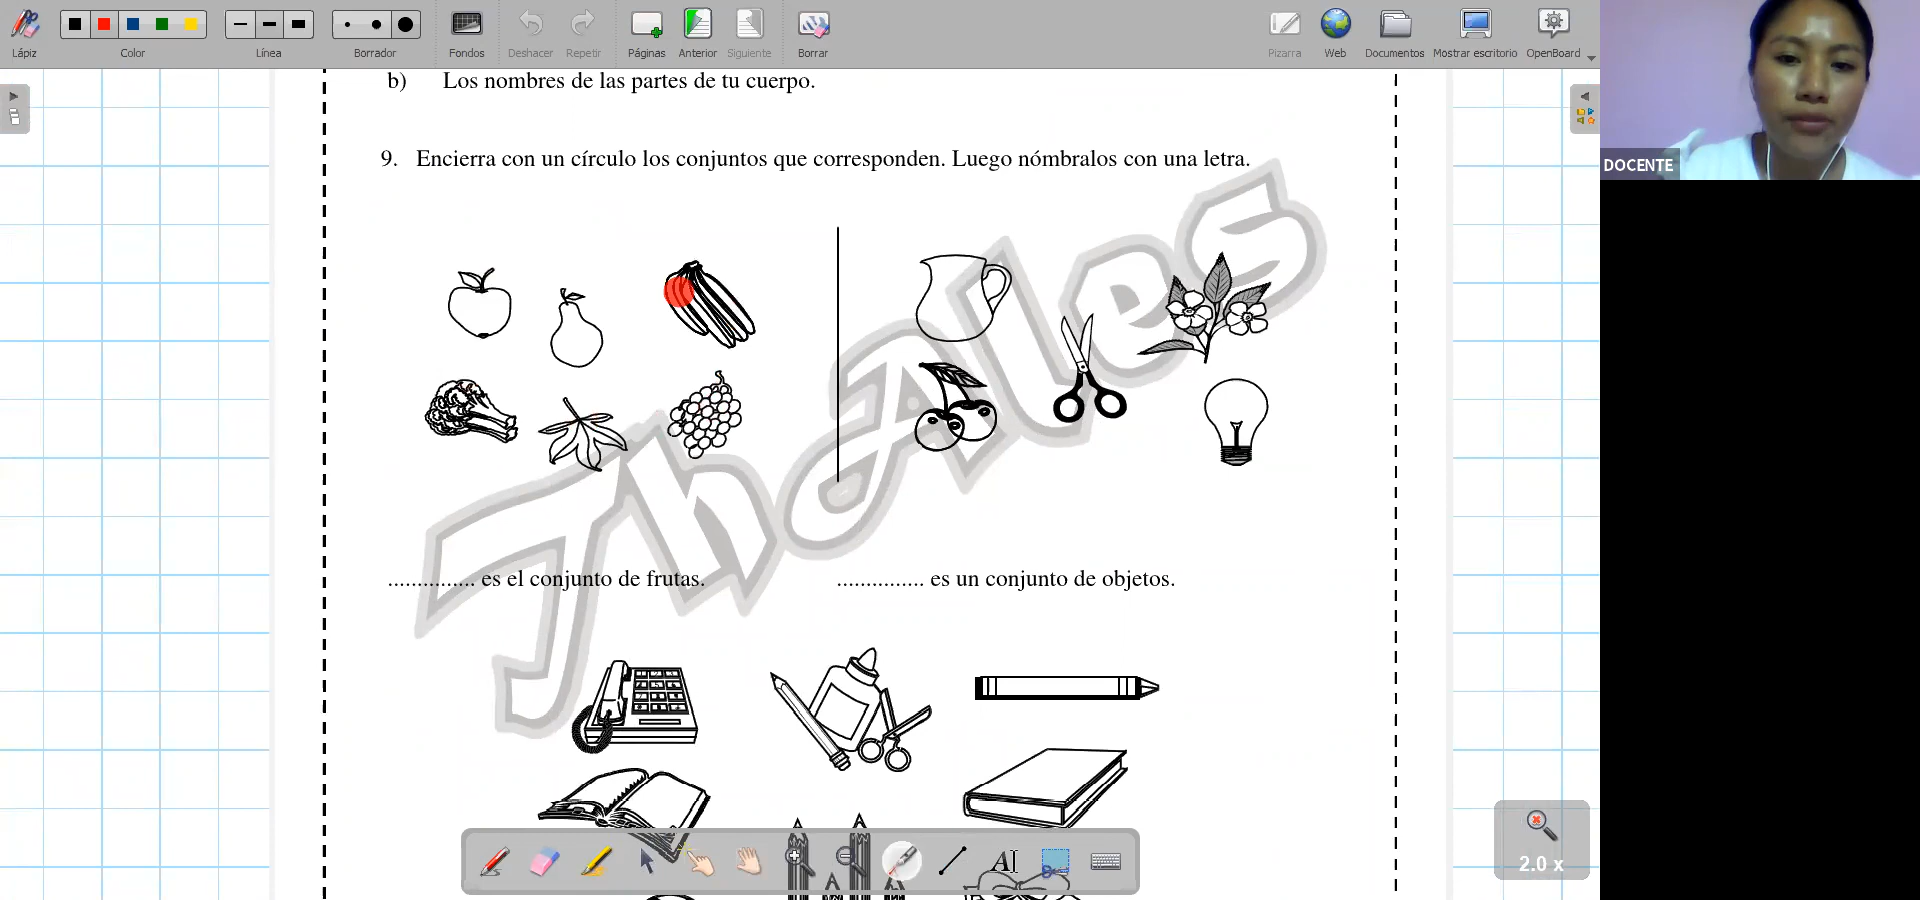 Lápiz
Color
Línea
Borrador
Fondos
Deshacer
Repetir
Páginas
Anterior
Siguiente
Borrar
Pizarra
Web
Documentos
Mostrar escritorio
OpenBoard
DOCENTE
b) Los nombres de las partes de tu cuerpo.
9. Encierra con un círculo los conjuntos que corresponden. Luego nómbralos con una letra.
Thales
............... es el conjunto de frutas.
............... es un conjunto de objetos.
AI
2.0 x